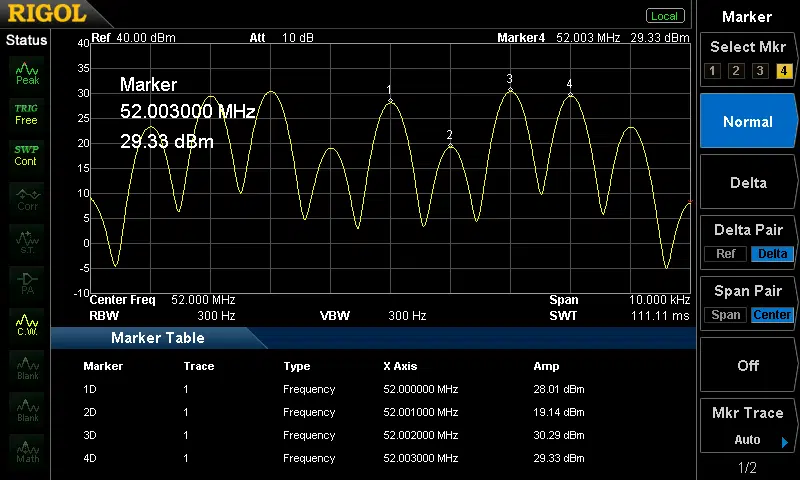 RIGOL
Local
Marker
Status
Ref 40.00 dBm Att 10 dB Marker4 52.003 MHz 29.33 dBm
Select Mkr
1 2 3 4
Peak
TRIG
Free
SWP
Cont
Corr
S.T.
PA
C.W.
Blank
Blank
Math
40
35
30
25
20
15
10
5
0
-5
-10
Marker
52.003000 MHz
29.33 dBm
1
2
3
4
Normal
Delta
Delta Pair
Ref Delta
Span Pair
Span Center
Off
Mkr Trace
Auto
1/2
Center Freq 52.000 MHz Span 10.000 kHz
RBW 300 Hz VBW 300 Hz SWT 111.11 ms
Marker Table
Marker Trace Type X Axis Amp
1D 1 Frequency 52.000000 MHz 28.01 dBm
2D 1 Frequency 52.001000 MHz 19.14 dBm
3D 1 Frequency 52.002000 MHz 30.29 dBm
4D 1 Frequency 52.003000 MHz 29.33 dBm